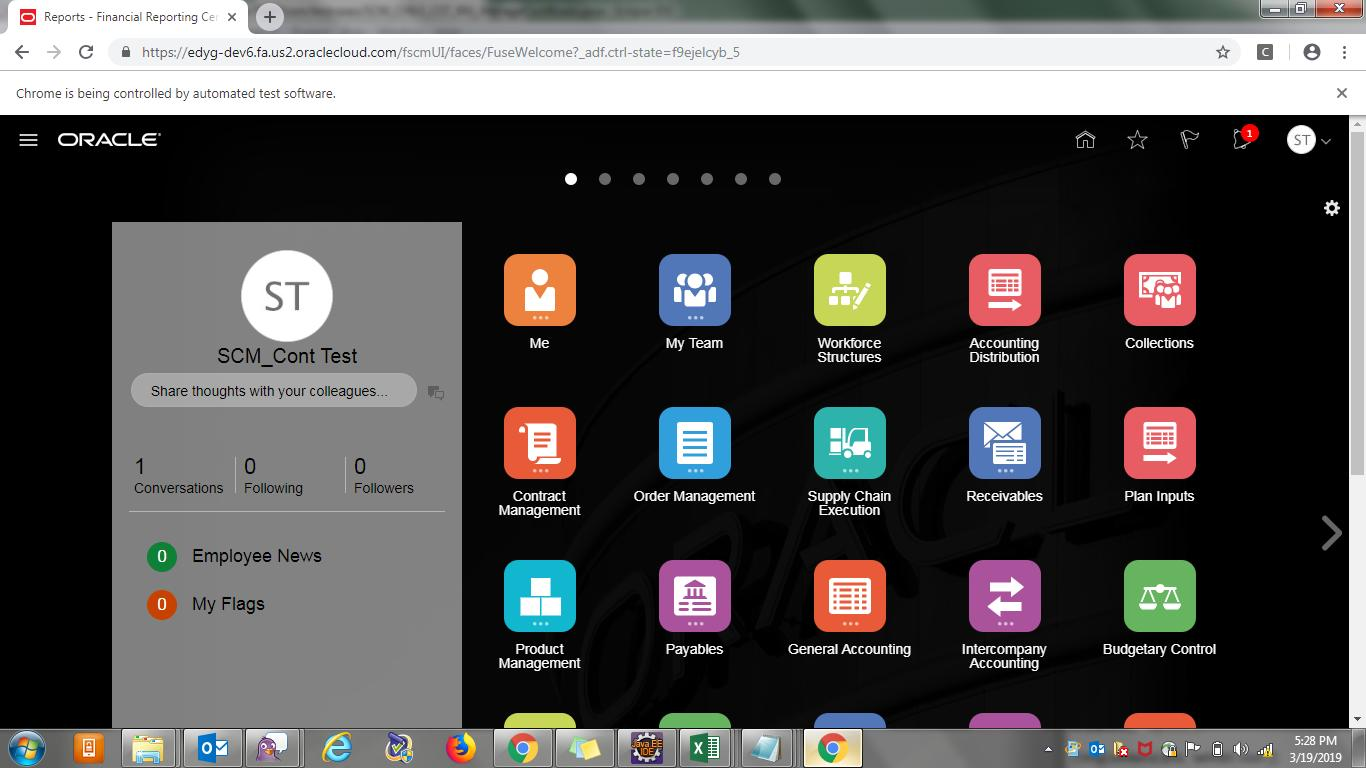 Reports - Financial Reporting Cen
https://edyg-dev6.fa.us2.oraclecloud.com/fscmUI/faces/FuseWelcome?_adf.ctrl-state=f9ejelcyb_5
C
Chrome is being controlled by automated test software.
ORACLE
1
ST
ST
SCM_Cont Test
Share thoughts with your colleagues...
1 0 0
Conversations Following Followers
0 Employee News
0 My Flags
Me
My Team
Workforce
Structures
Accounting
Distribution
Collections
Contract
Management
Order Management
Supply Chain
Execution
Receivables
Plan Inputs
Product
Management
Payables
General Accounting
Intercompany
Accounting
Budgetary Control
ORACL
Java EE
IDE
5:28 PM
3/19/2019